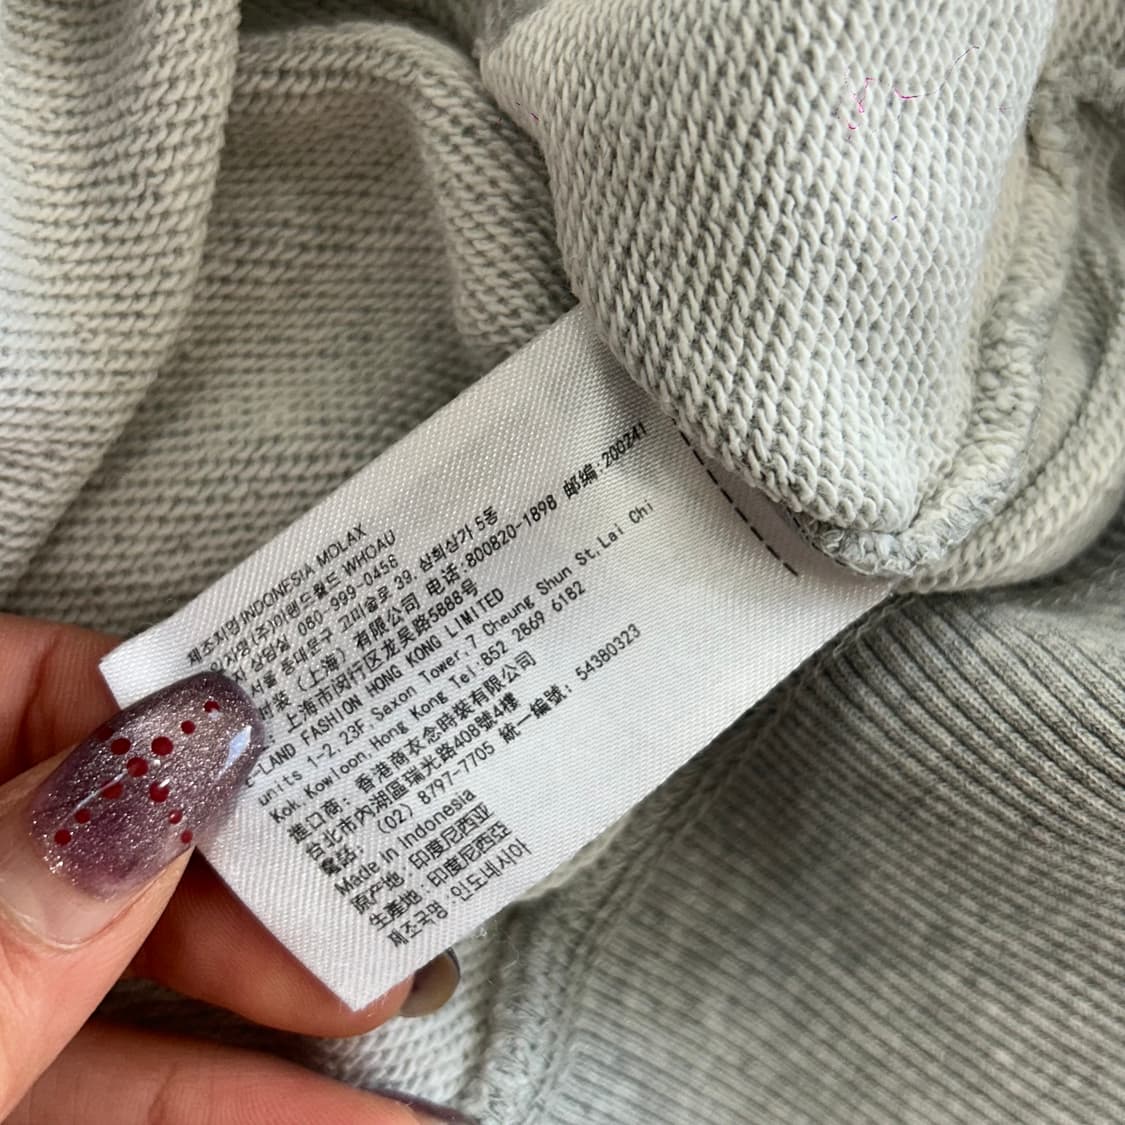 제조처명:INDONESIA MOLAX
(주)이랜드월드 WHOAU
상담실 080-999-0456
서울 동대문구 고미술로 39, 삼희상가 5동
(上海）有限公司 电话:800820-1898 邮编:200241
上海市闵行区龙吴路5888号
E-LAND FASHION HONG KONG LIMITED
units 1-2.23F.Saxon Tower.7 Cheung Shun St.Lai Chi
Kok.Kowloon Hong Kong Tel:852 2869 6182
進口商：香港商衣念時裝有限公司
台北市內湖區瑞光路408號4樓
電話：(02) 8797-7705 統一編號：54380323
Made in Indonesia
原产地：印度尼西亚
生產地：印度尼西亞
제조국명:인도네시아